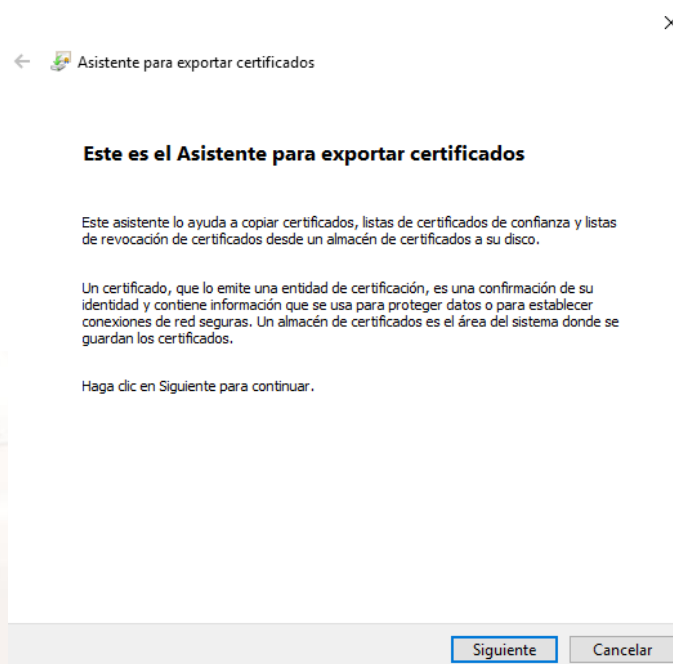 Asistente para exportar certificados
Este es el Asistente para exportar certificados
Este asistente lo ayuda a copiar certificados, listas de certificados de confianza y listas
de revocación de certificados desde un almacén de certificados a su disco.
Un certificado, que lo emite una entidad de certificación, es una confirmación de su
identidad y contiene información que se usa para proteger datos o para establecer
conexiones de red seguras. Un almacén de certificados es el área del sistema donde se
guardan los certificados.
Haga clic en Siguiente para continuar.
Siguiente
Cancelar